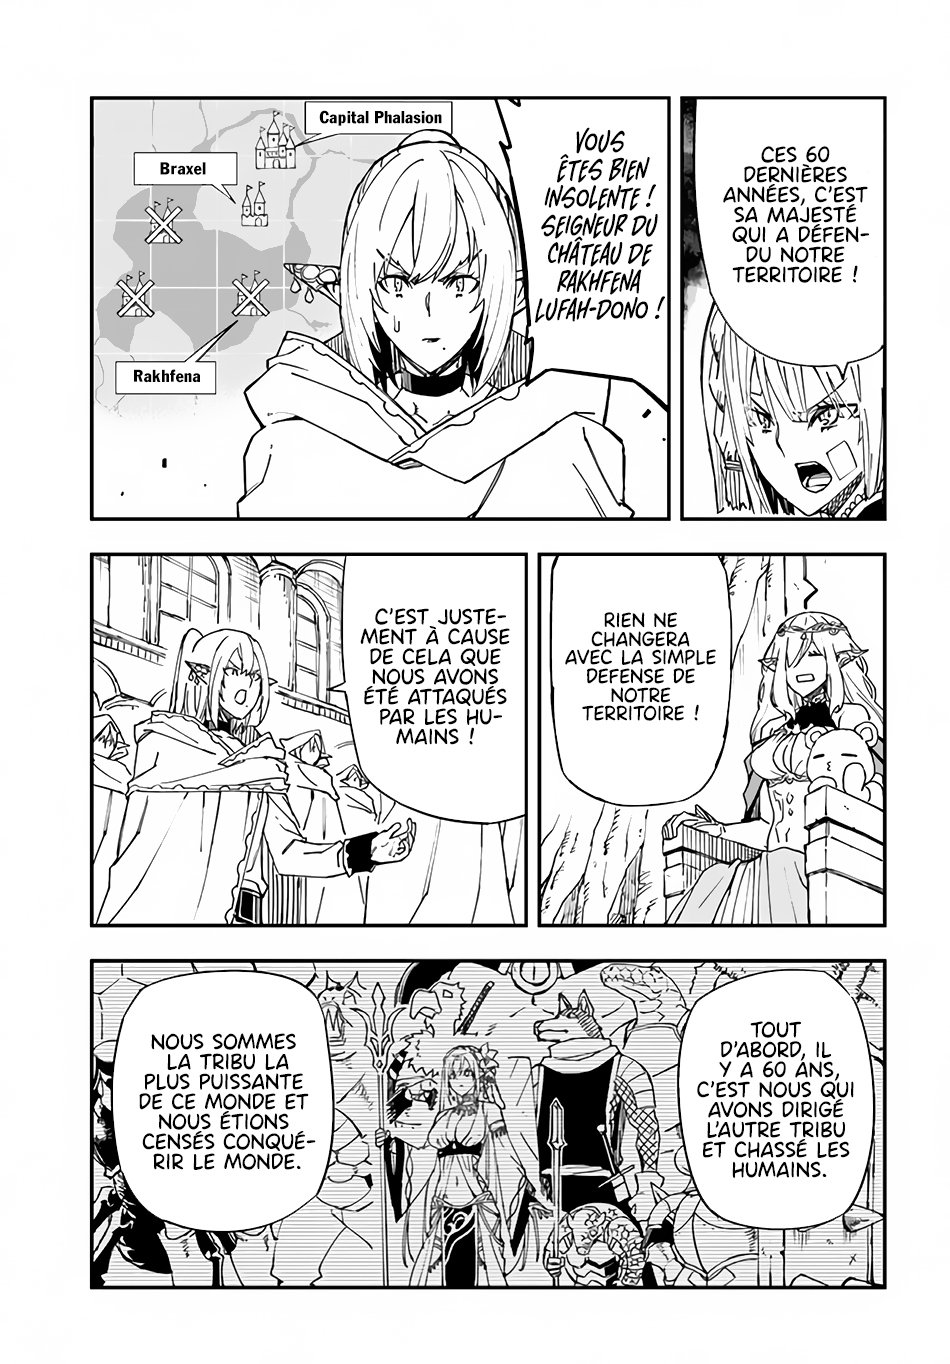 CES 60
DERNIÈRES
ANNÉES, C'EST
SA MAJESTÉ
QUI A DÉFEN-
DU NOTRE
TERRITOIRE !
VOUS
ÊTES BIEN
INSOLENTE !
SEIGNEUR DU
CHÂTEAU DE
RAKHFENA
LUFAH-DONO !
Capital Phalasion
Braxel
Rakhfena
RIEN NE
CHANGERA
AVEC LA SIMPLE
DEFENSE DE
NOTRE
TERRITOIRE !
C'EST JUSTE-
MENT À CAUSE
DE CELA QUE
NOUS AVONS
ÉTÉ ATTAQUÉS
PAR LES HU-
MAINS !
TOUT
D'ABORD, IL
Y A 60 ANS,
C'EST NOUS QUI
AVONS DIRIGÉ
L'AUTRE TRIBU
ET CHASSÉ LES
HUMAINS.
NOUS SOMMES
LA TRIBU LA
PLUS PUISSANTE
DE CE MONDE ET
NOUS ÉTIONS
CENSÉS CONQUÉ-
RIR LE MONDE.